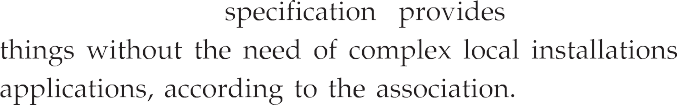 specification provides
things without the need of complex local installations
applications, according to the association.